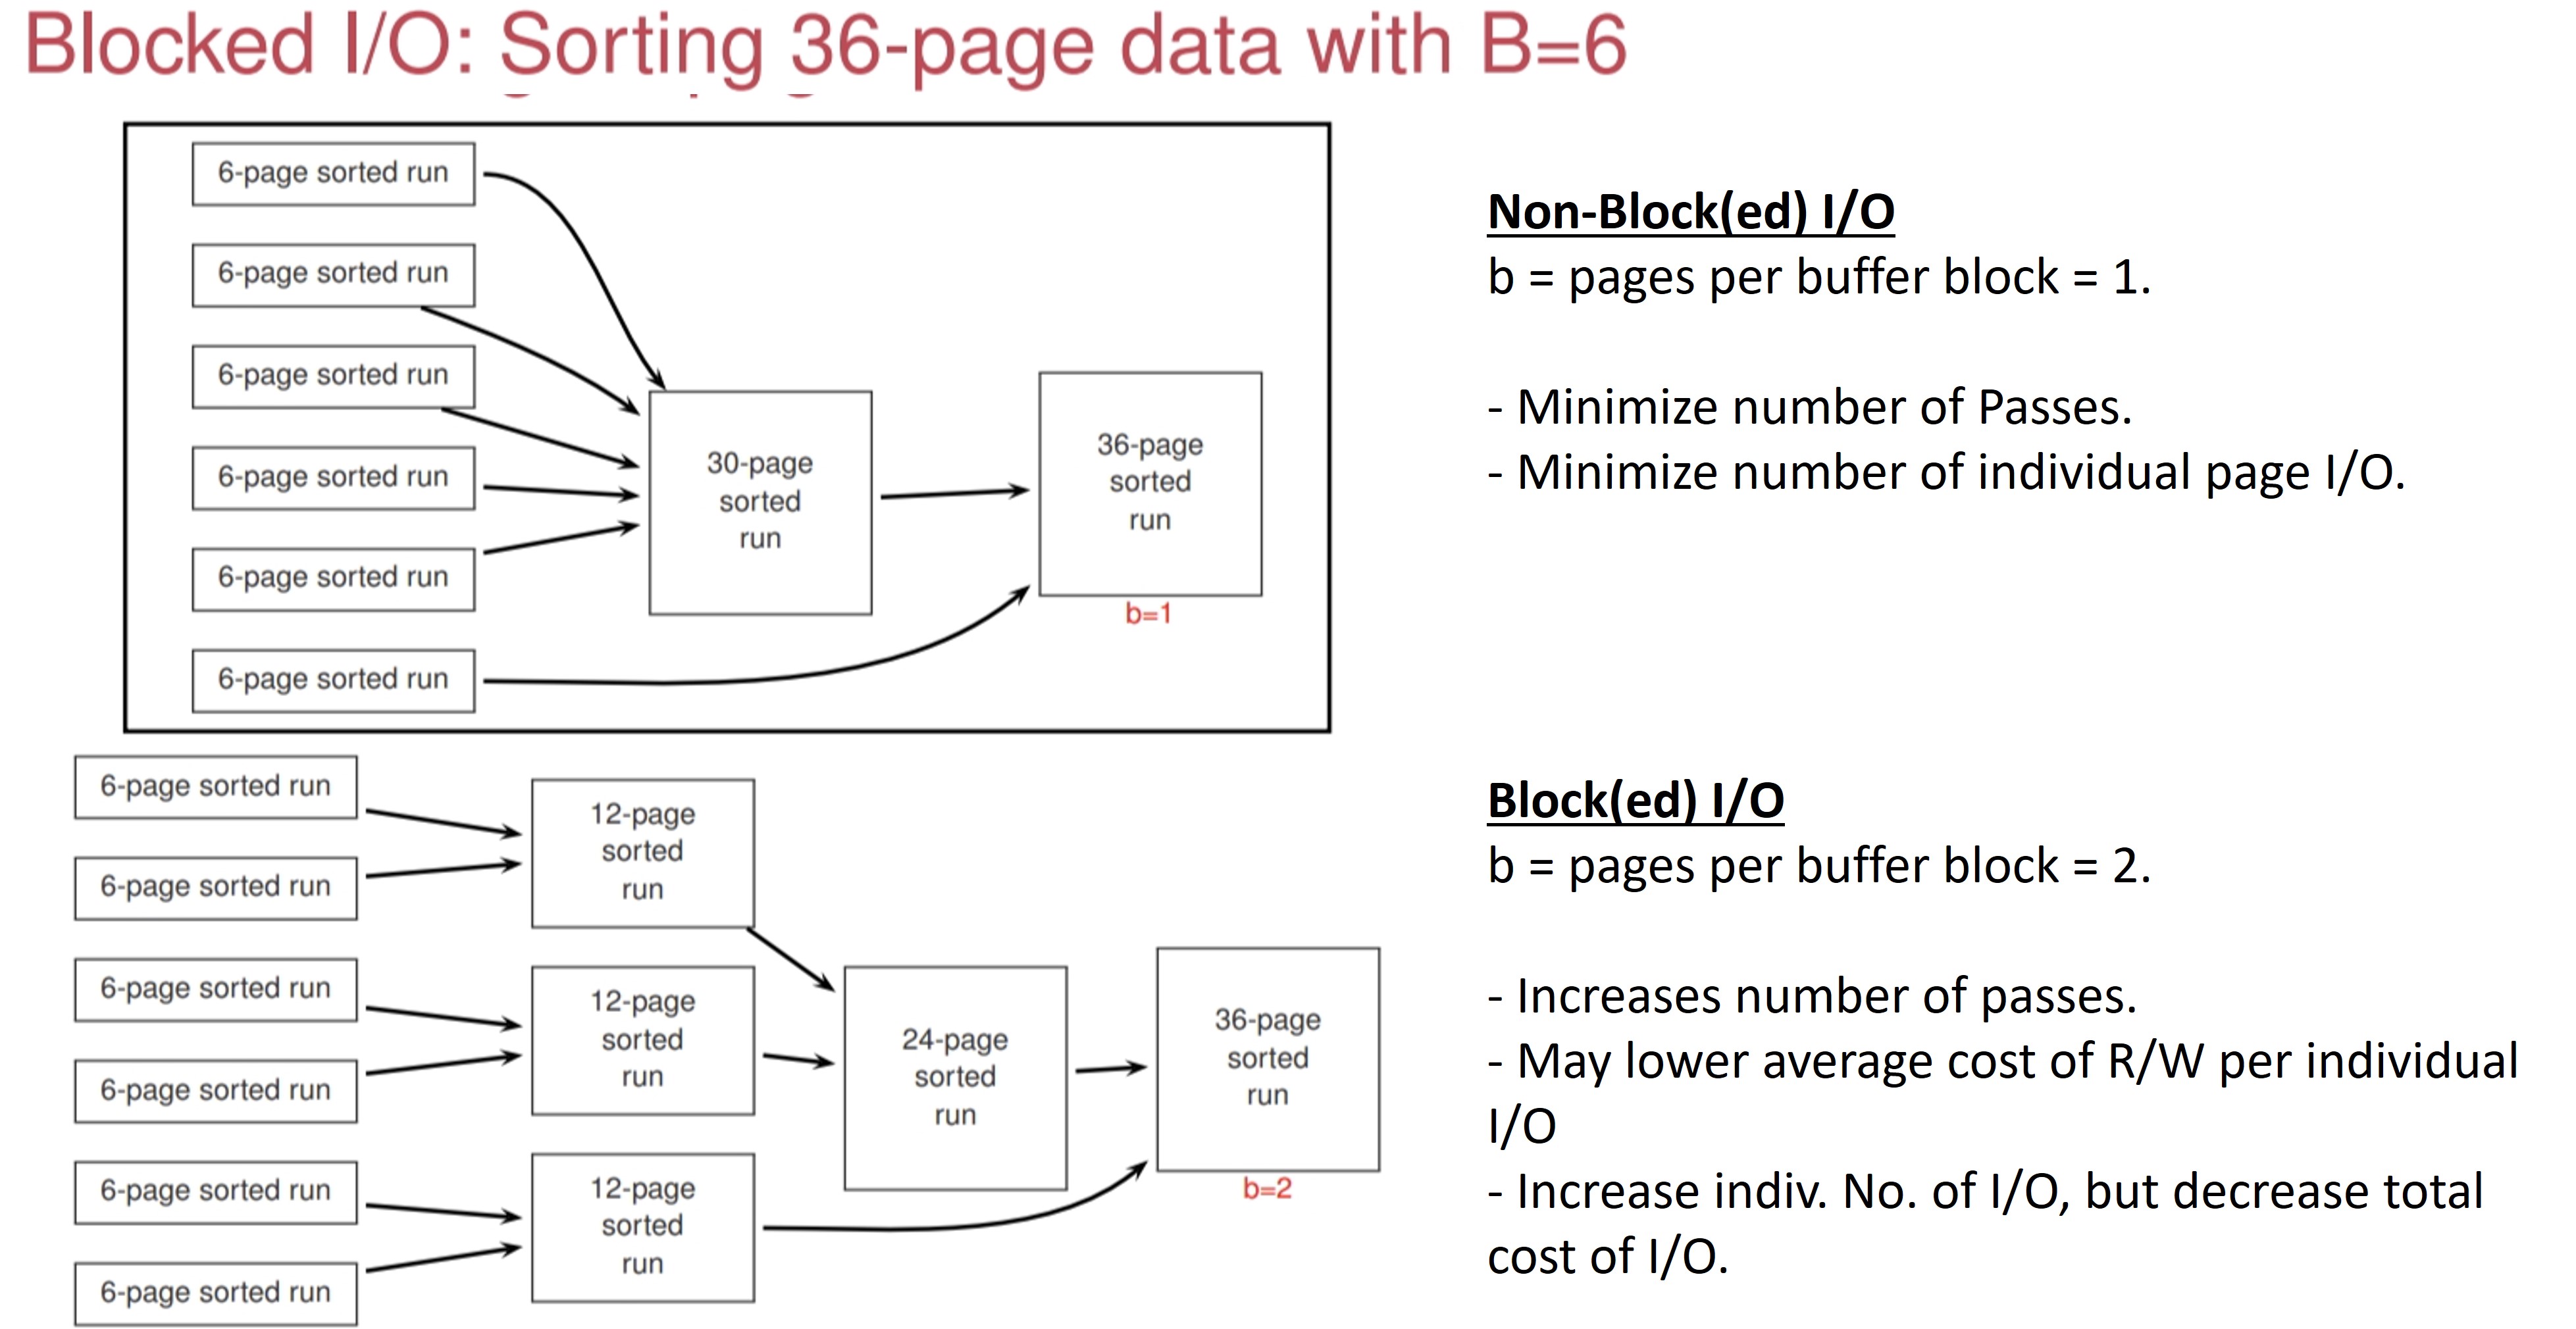 Blocked I/O: Sorting 36-page data with B=6
6-page sorted run
6-page sorted run
6-page sorted run
6-page sorted run
6-page sorted run
6-page sorted run
30-page
sorted
run
36-page
sorted
run
b=1
Non-Block(ed) I/O
b = pages per buffer block = 1.
- Minimize number of Passes.
- Minimize number of individual page I/O.
6-page sorted run
6-page sorted run
6-page sorted run
6-page sorted run
6-page sorted run
6-page sorted run
12-page
sorted
run
12-page
sorted
run
12-page
sorted
run
24-page
sorted
run
36-page
sorted
run
b=2
Block(ed) I/O
b = pages per buffer block = 2.
- Increases number of passes.
- May lower average cost of R/W per individual
I/O
- Increase indiv. No. of I/O, but decrease total
cost of I/O.